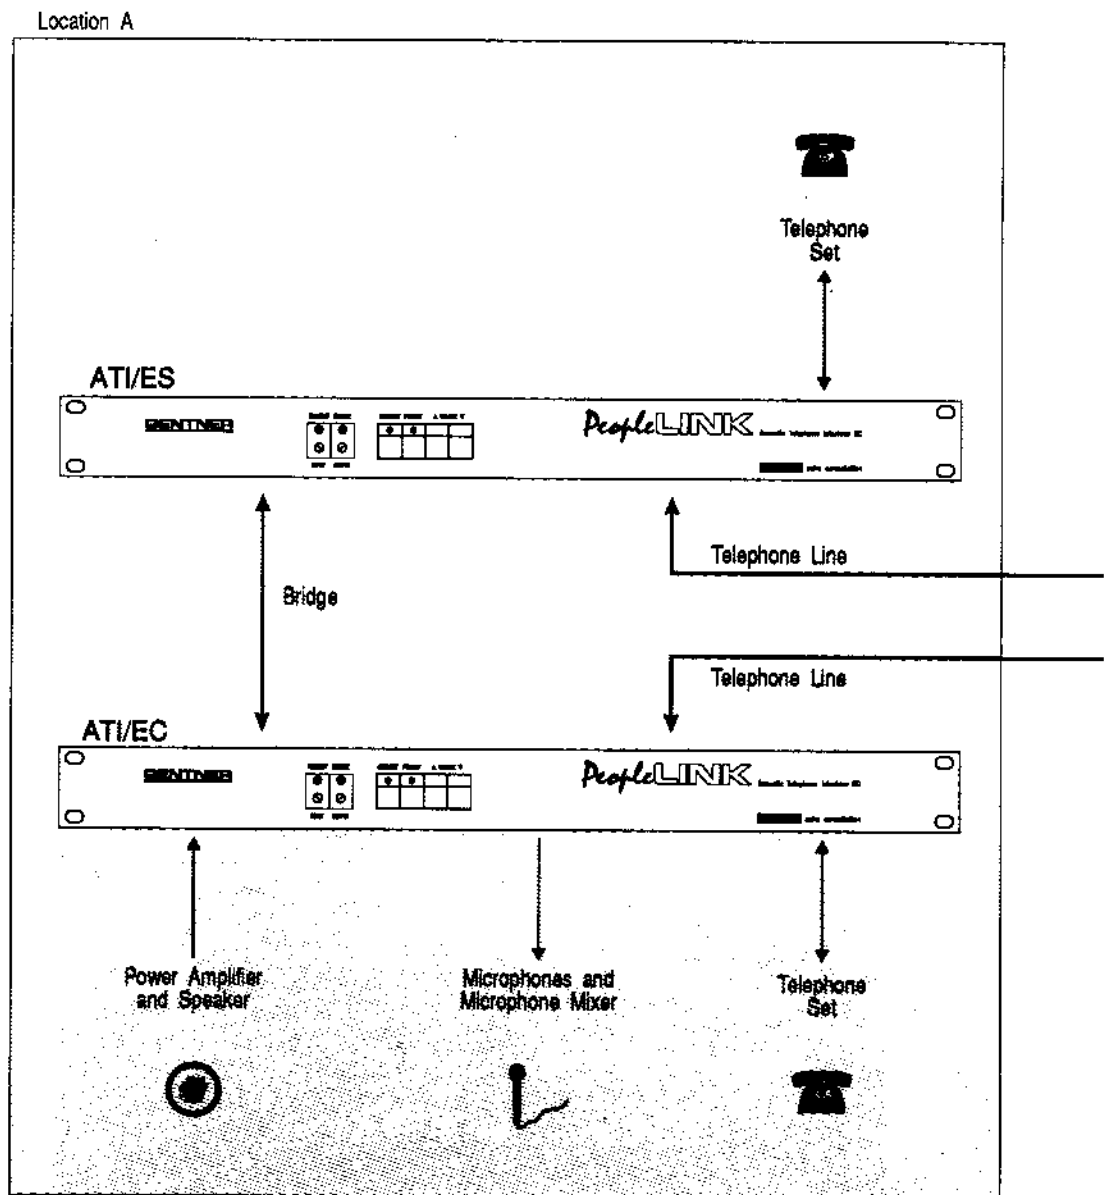 Location A
Telephone
Set
ATI/ES
GENTNER
PeopleLINK
Telephone Line
Bridge
Telephone Line
ATI/EC
GENTNER
PeopleLINK
Power Amplifier
and Speaker
Microphones and
Microphone Mixer
Telephone
Set